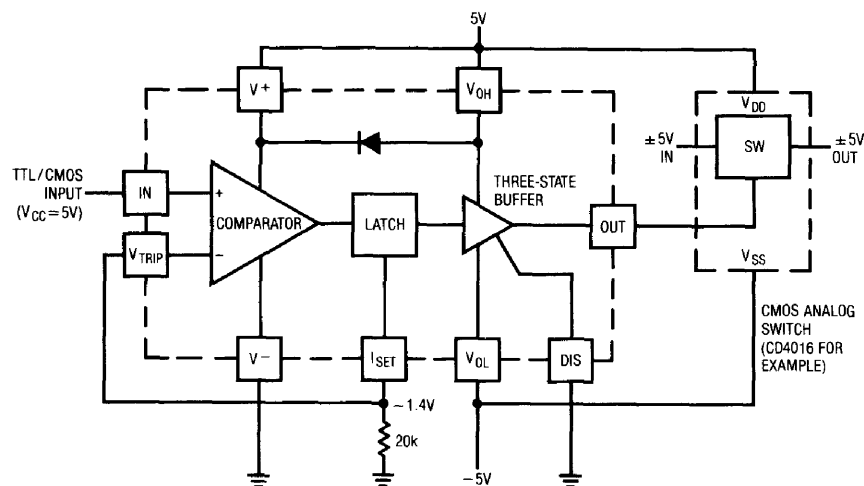 5V
V+
VOH
VDD
±5V
IN
SW
±5V
OUT
TTL/CMOS
INPUT
(VCC=5V)
IN
+
COMPARATOR
LATCH
THREE-STATE
BUFFER
OUT
VTRIP
−
VSS
CMOS ANALOG
SWITCH
(CD4016 FOR
EXAMPLE)
V−
ISET
VOL
DIS
~1.4V
20k
−5V